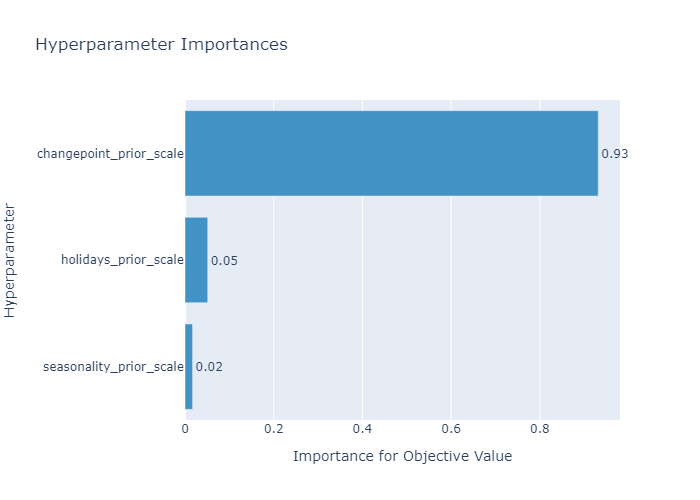 Hyperparameter Importances
changepoint_prior_scale
0.93
holidays_prior_scale
0.05
seasonality_prior_scale
0.02
Hyperparameter
0
0.2
0.4
0.6
0.8
Importance for Objective Value